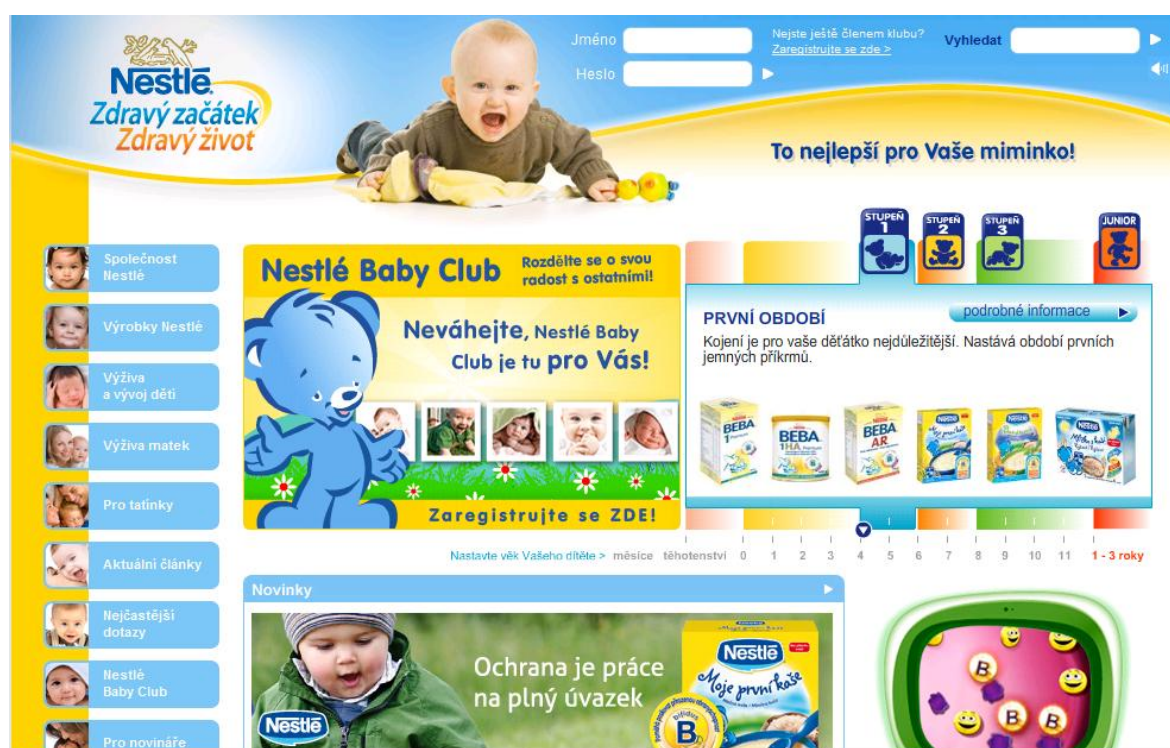 Nestlé
Zdravý začátek
Zdravý život
Jméno
Heslo
Nejste ještě členem klubu?
Zaregistrujte se zde >
Vyhledat
To nejlepší pro Vaše miminko!
Společnost
Nestlé
Výrobky Nestlé
Výživa
a vývoj dětí
Výživa matek
Pro tatínky
Aktuální články
Nejčastější
dotazy
Nestlé
Baby Club
Pro novináře
Nestlé Baby Club
Rozdělte se o svou
radost s ostatními!
Neváhejte, Nestlé Baby
Club je tu pro Vás!
Zaregistrujte se ZDE!
STUPEŇ
1
STUPEŇ
2
STUPEŇ
3
JUNIOR
PRVNÍ OBDOBÍ
podrobné informace
Kojení je pro vaše děťátko nejdůležitější. Nastává období prvních
jemných příkrmů.
BEBA
1
BEBA
1HA
BEBA
AR
Nestlé
Nestlé
Nestlé
Nastavte věk Vašeho dítěte > měsíce těhotenství 0 1 2 3 4 5 6 7 8 9 10 11 1 - 3 roky
Novinky
Ochrana je práce
na plný úvazek
Nestlé
Nestlé
Moje první kaše
bifidus
B
B
B
B